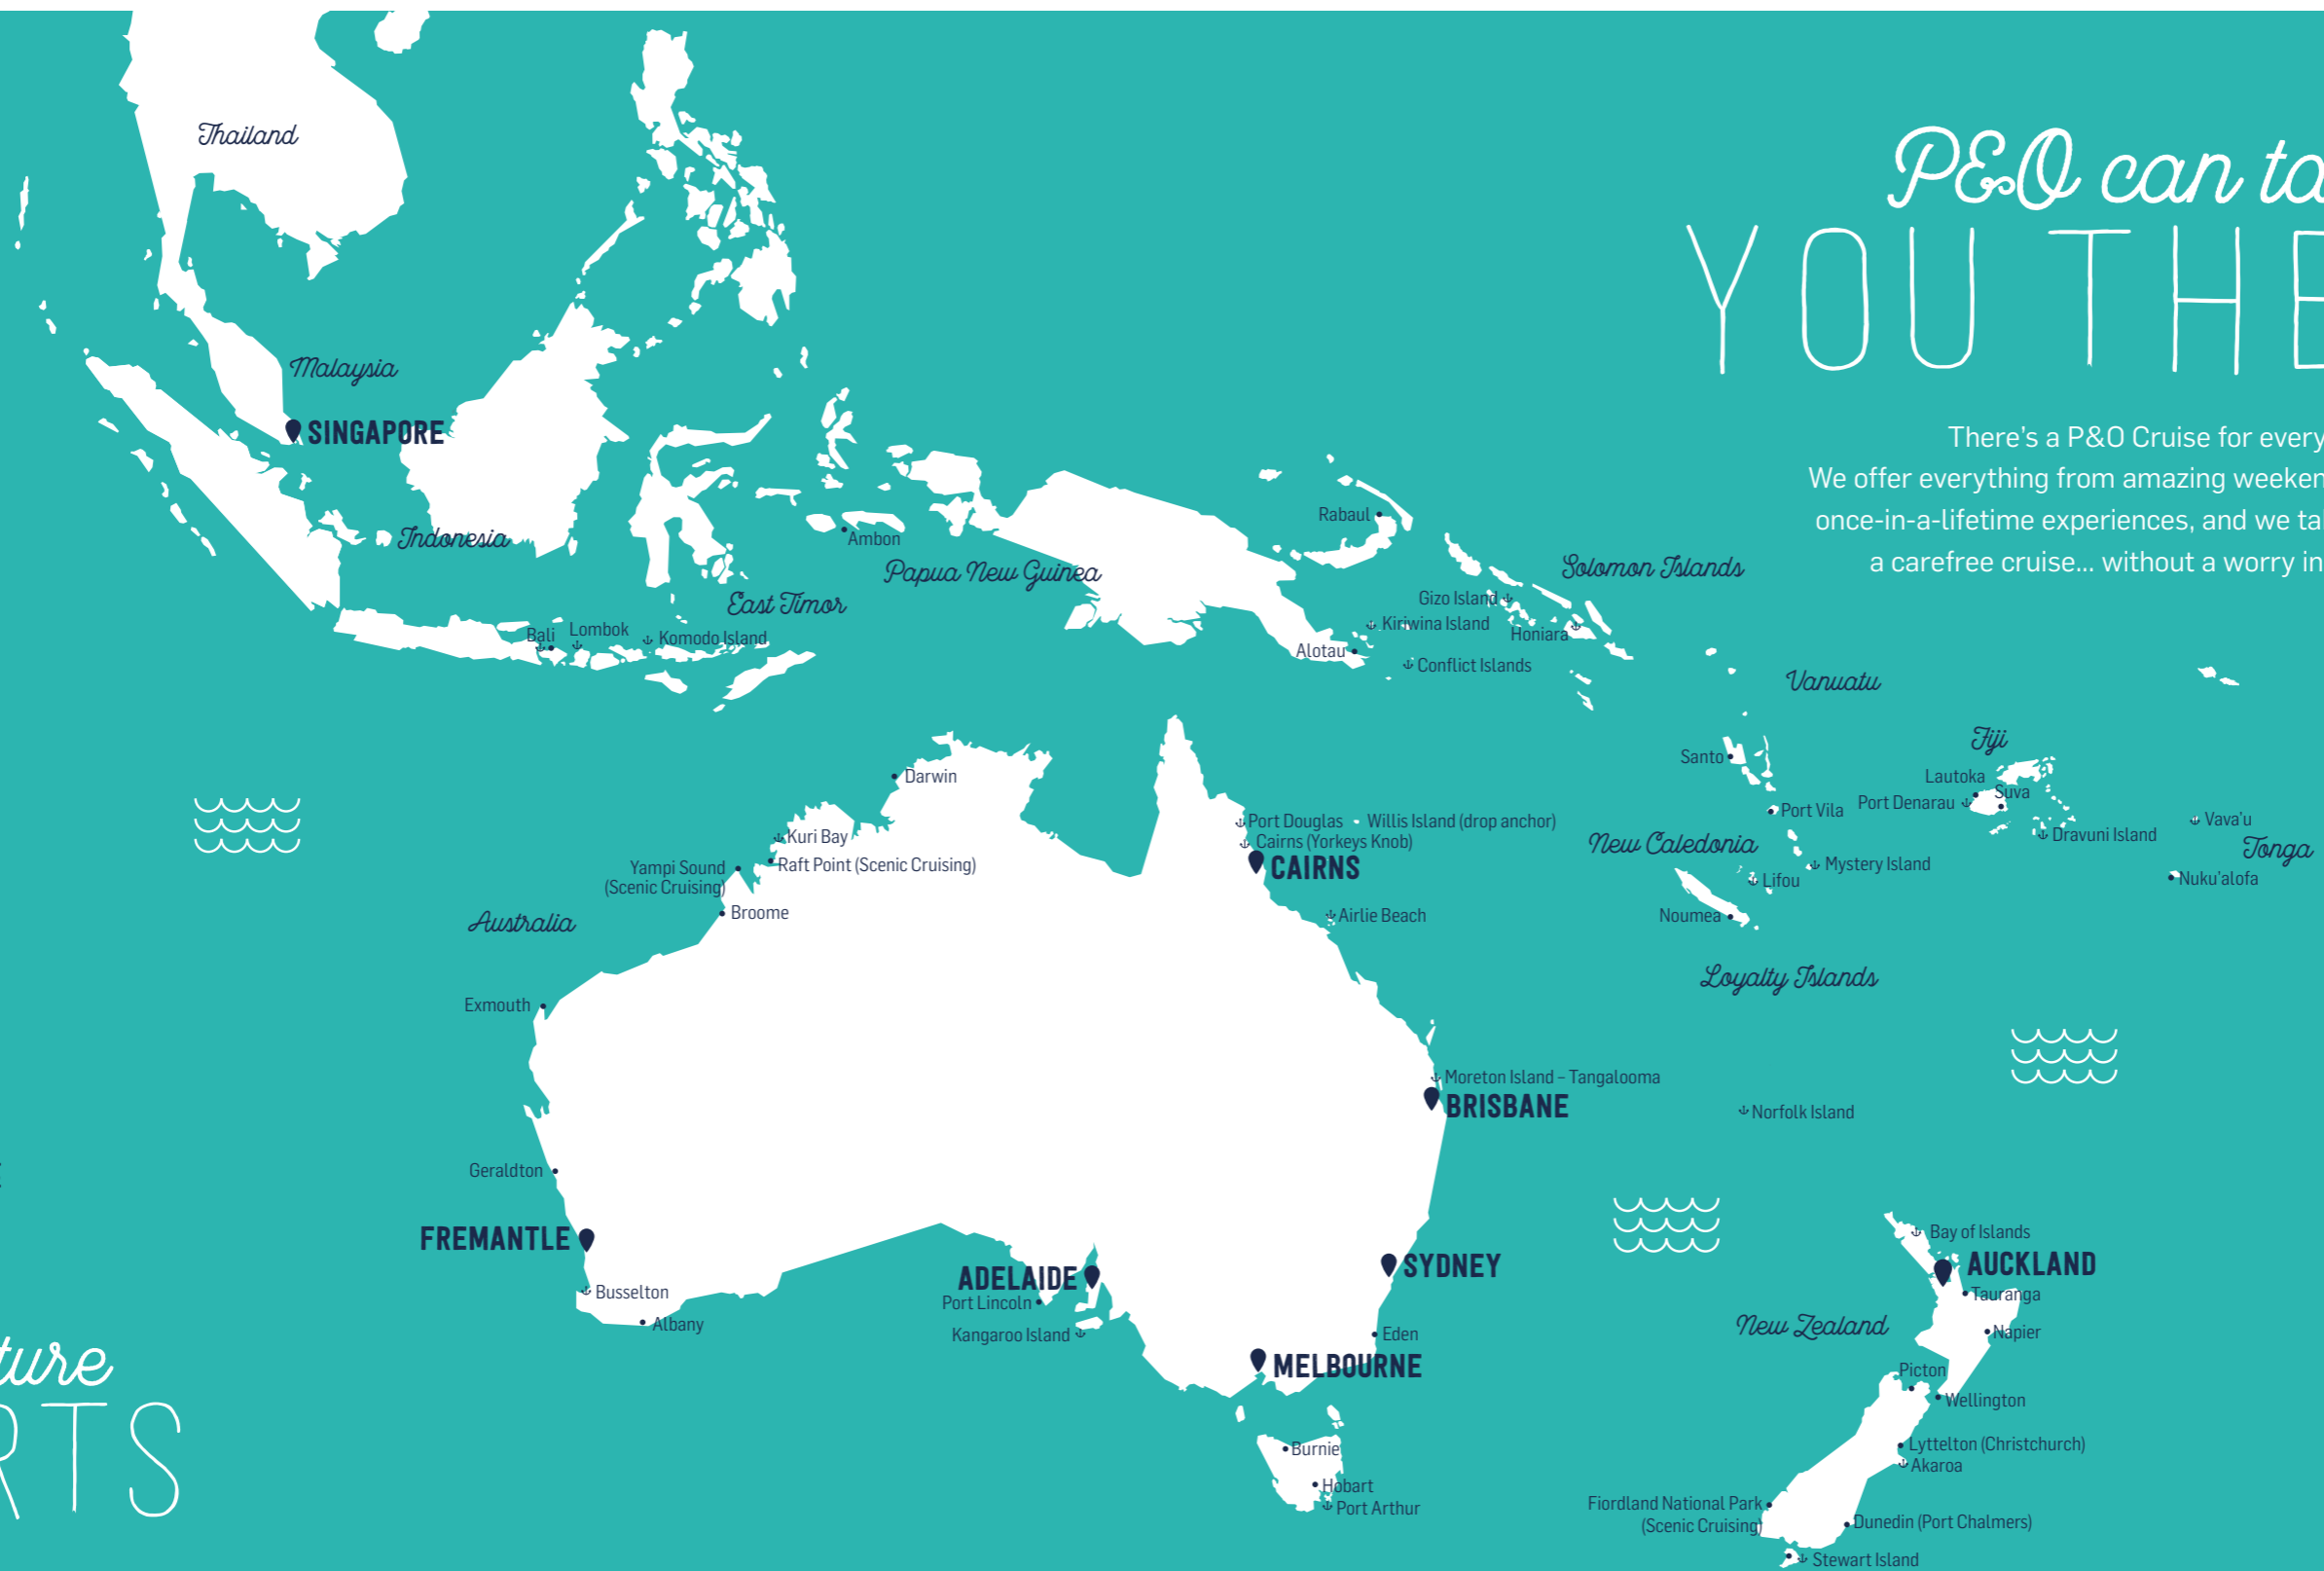 P&O can ta
YOU THE
There's a P&O Cruise for every
We offer everything from amazing weeken
once-in-a-lifetime experiences, and we ta
a carefree cruise... without a worry in
Thailand
Malaysia
SINGAPORE
Indonesia
Ambon
Papua New Guinea
East Timor
Bali
Lombok
Komodo Island
Rabaul
Solomon Islands
Gizo Island
Kiriwina Island
Honiara
Alotau
Conflict Islands
Vanuatu
Fiji
Santo
Lautoka
Suva
Port Denarau
Port Vila
Dravuni Island
Vava'u
Tonga
Nuku'alofa
New Caledonia
Mystery Island
Lifou
Noumea
Loyalty Islands
Darwin
Kuri Bay
Raft Point (Scenic Cruising)
Yampi Sound
(Scenic Cruising)
Broome
Australia
Exmouth
Port Douglas
Willis Island (drop anchor)
Cairns (Yorkeys Knob)
CAIRNS
Airlie Beach
Moreton Island – Tangalooma
BRISBANE
Norfolk Island
Geraldton
FREMANTLE
Busselton
Albany
ADELAIDE
Port Lincoln
Kangaroo Island
SYDNEY
Eden
MELBOURNE
Burnie
Hobart
Port Arthur
Bay of Islands
AUCKLAND
Tauranga
New Zealand
Napier
Picton
Wellington
Lyttelton (Christchurch)
Akaroa
Fiordland National Park
(Scenic Cruising)
Dunedin (Port Chalmers)
Stewart Island
ture
RTS